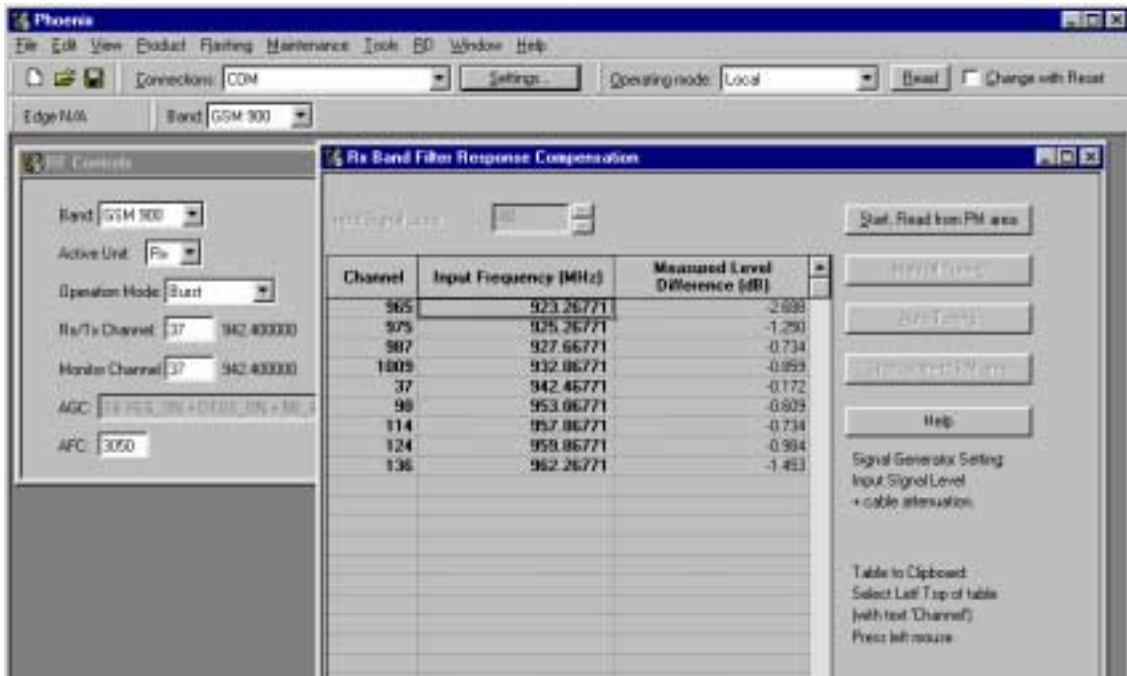 Phoenix
File Edit View Product Flashing Maintenance Tools BD Window Help
Connections: COM Settings... Operating mode: Local Read Change with Reset
Edge N/A Band: GSM 900
RF Controls
Band: GSM 900
Active Unit: Rx
Operation Mode: Burst
Rx/Tx Channel: 37 942.400000
Monitor Channel: 37 942.400000
AGC:
AFC: 3050
Rx Band Filter Response Compensation
Start, Read from PM area
Channel Input Frequency (MHz) Measured Level Difference (dB)
965 923.26771 -2.688
975 925.26771 -1.290
987 927.66771 -0.734
1009 932.06771 -0.859
37 942.46771 -0.172
90 953.06771 -0.609
114 957.86771 -0.734
124 959.86771 -0.984
136 962.26771 -1.453
Help
Signal Generator Setting:
Input Signal Level
+ cable attenuation.
Table to Clipboard:
Select Left Top of table
(with text 'Channel').
Press left mouse